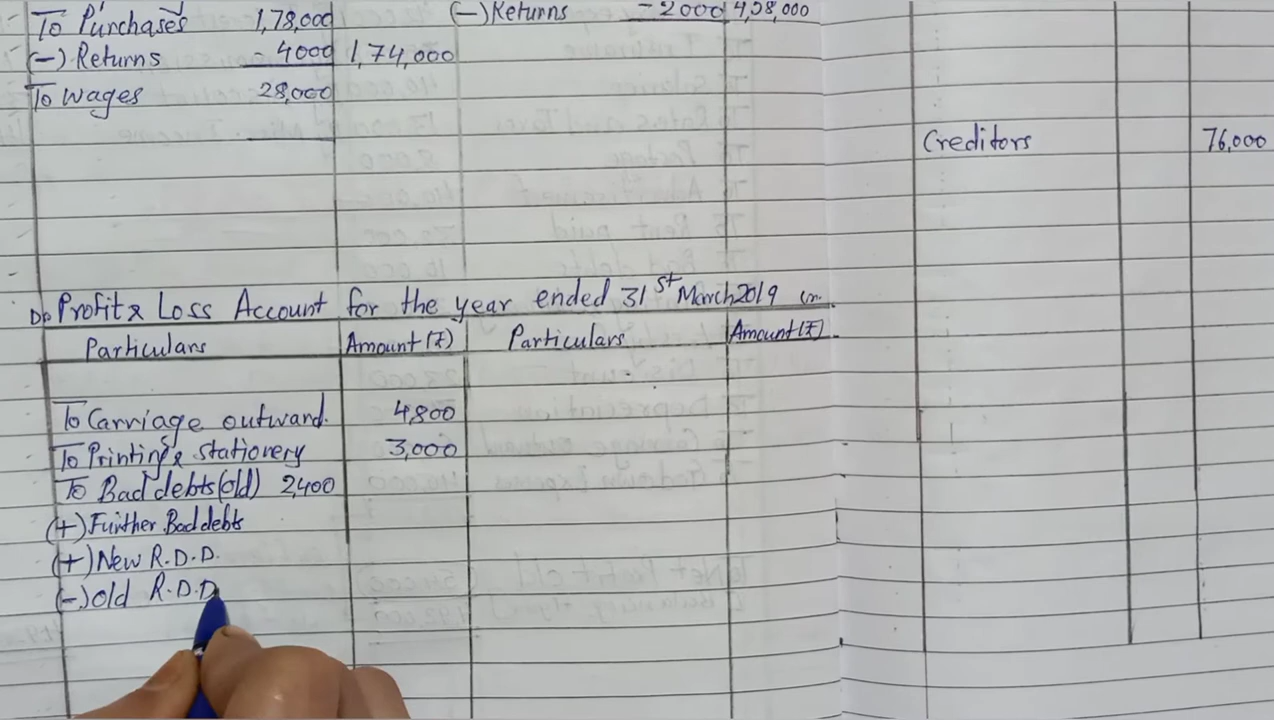 To Purchases 1,78,000 (-) Returns - 2000 4,58,000
(-) Returns - 4000 1,74,000
To Wages 28,000
Creditors 76,000
Dr Profit & Loss Account for the year ended 31st March 2019 Cr.
Particulars Amount (₹) Particulars Amount (₹)
To Carriage outward. 4800
To Printing & Stationery 3,000
To Bad debts (old) 2,400
(+) Further Bad debts
(+) New R.D.D.
(-) Old R.D.D